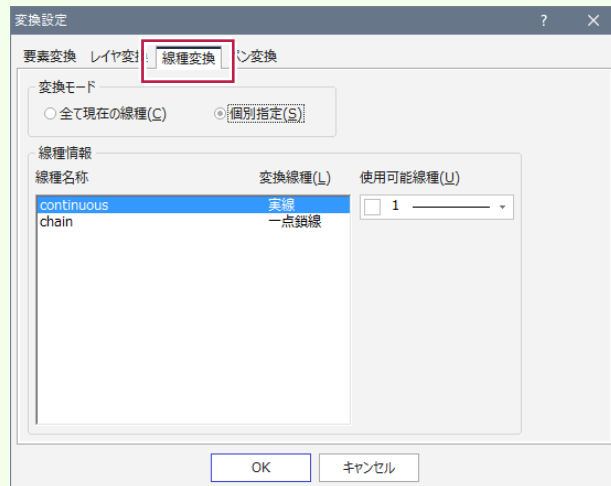 変換設定 ? ×
要素変換 レイヤ変換 線種変換 ペン変換
変換モード
全て現在の線種(C) 個別指定(S)
線種情報
線種名称 変換線種(L) 使用可能線種(U)
continuous 実線 1
chain 一点鎖線
OK キャンセル